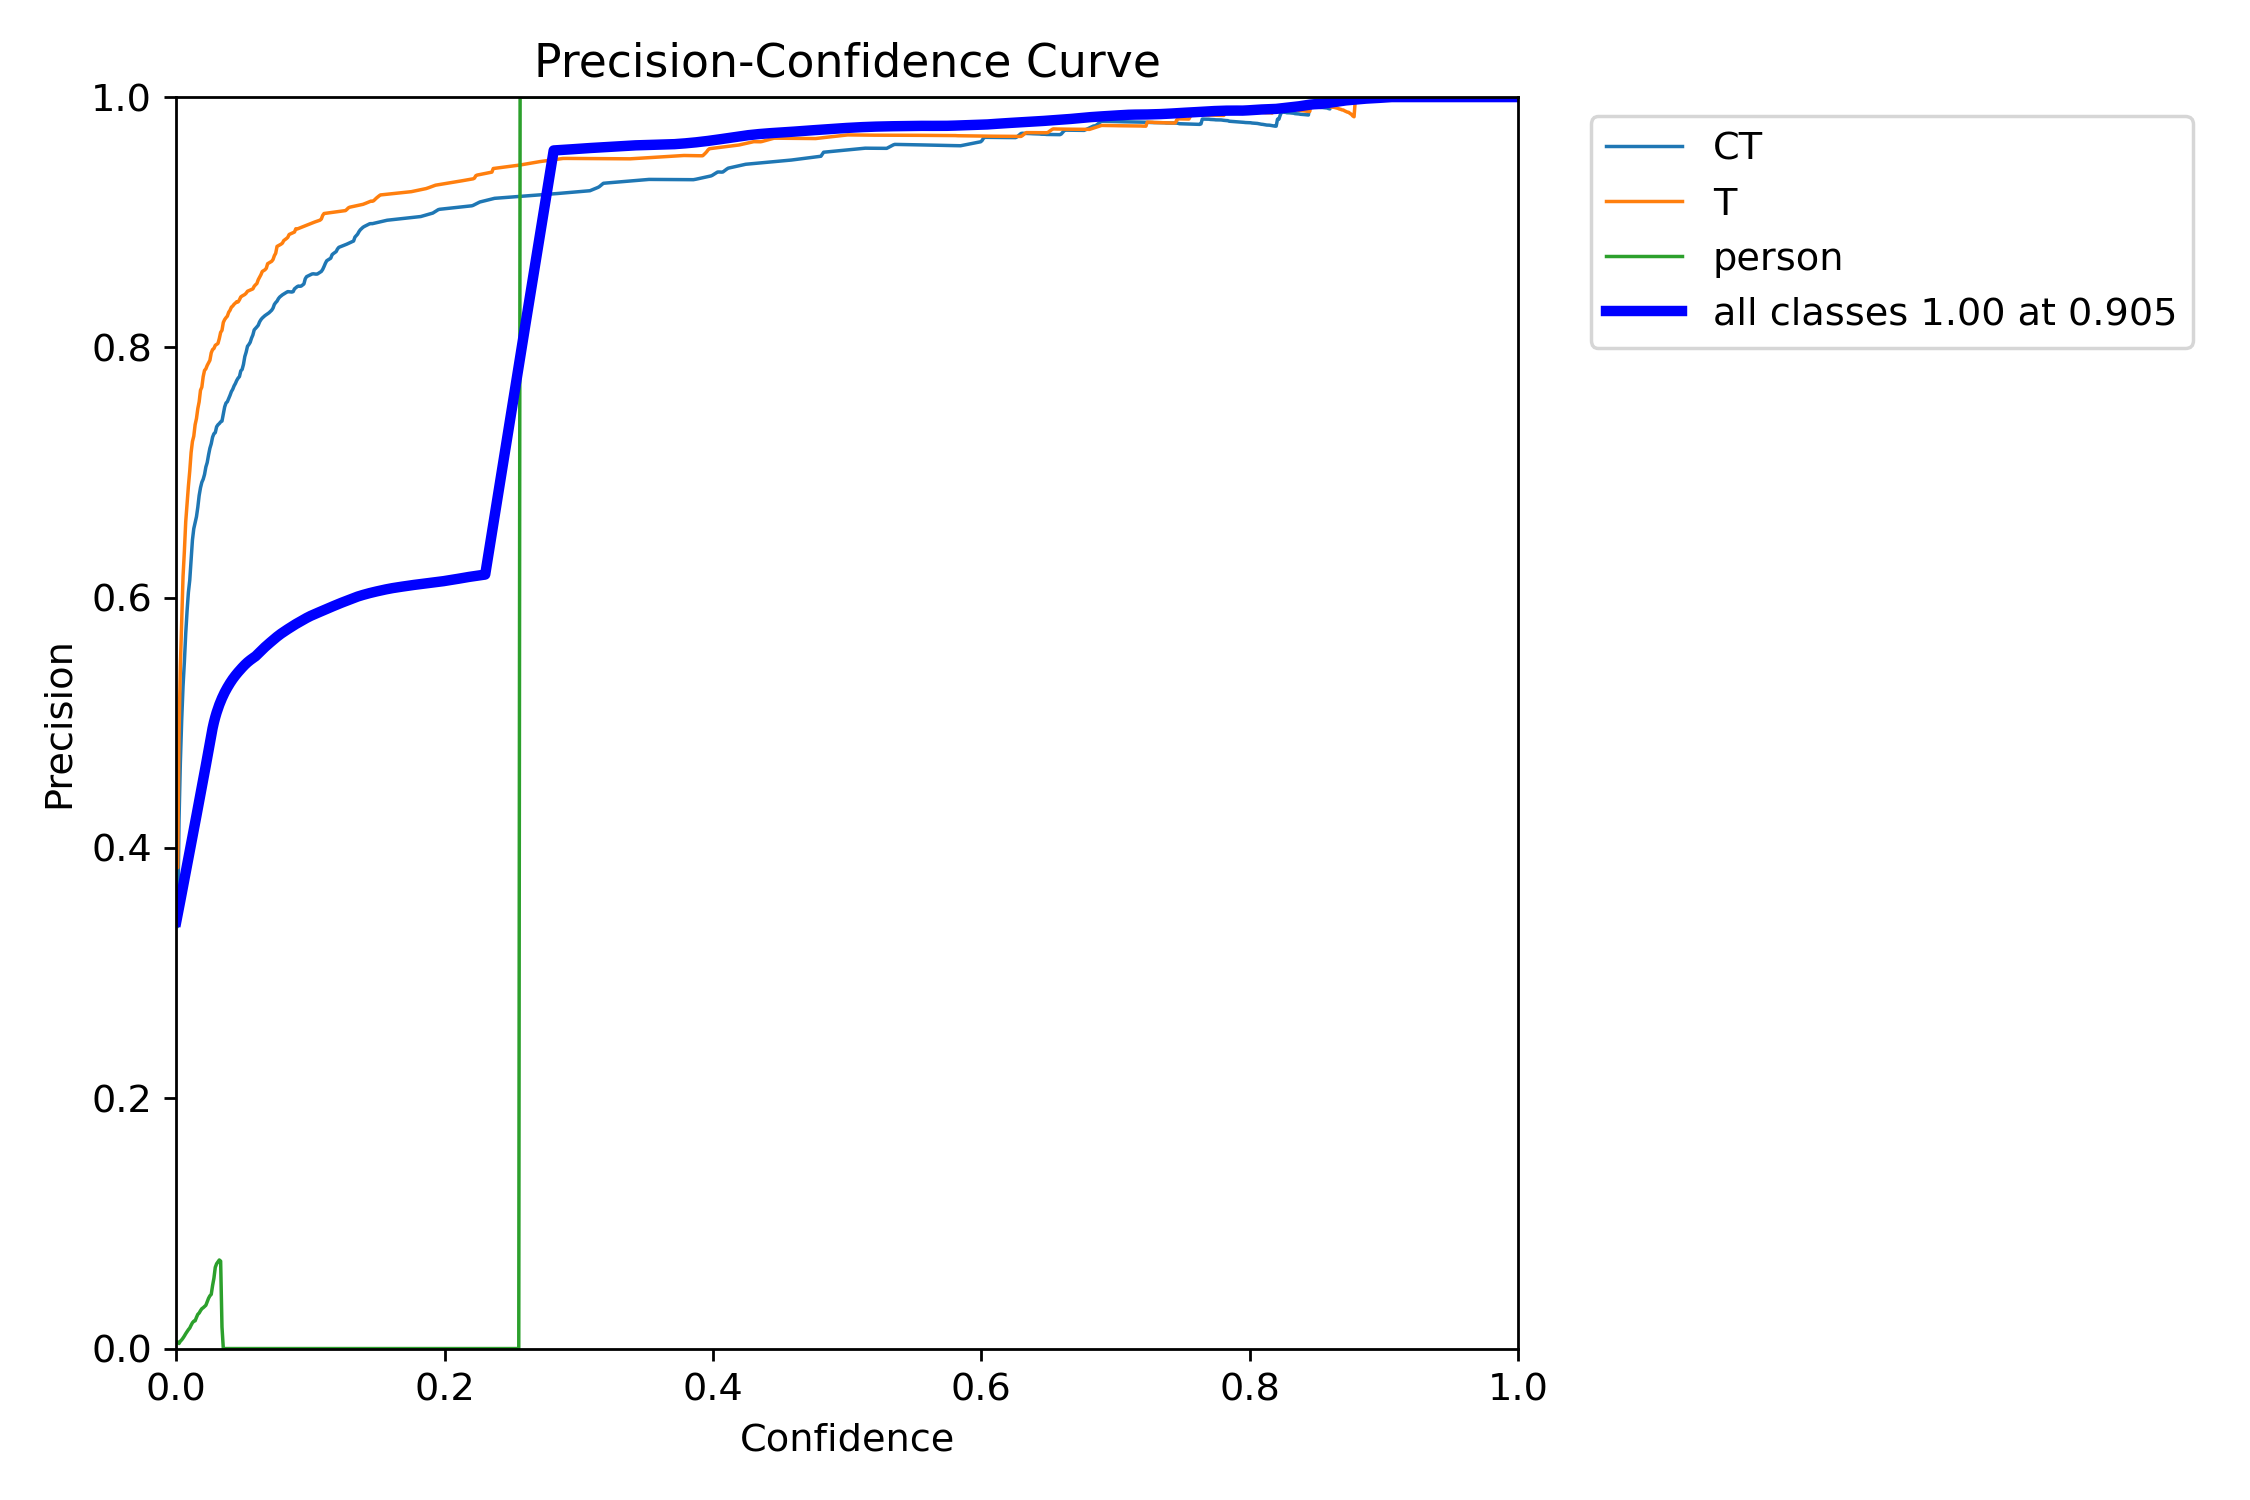 Precision-Confidence Curve
1.0
0.8
0.6
0.4
0.2
0.0
Precision
0.0 0.2 0.4 0.6 0.8 1.0
Confidence
CT
T
person
all classes 1.00 at 0.905